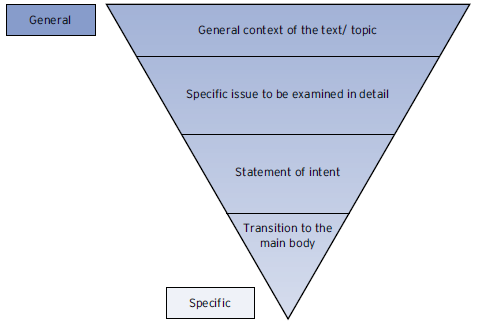 General
General context of the text/ topic
Specific issue to be examined in detail
Statement of intent
Transition to the
main body
Specific